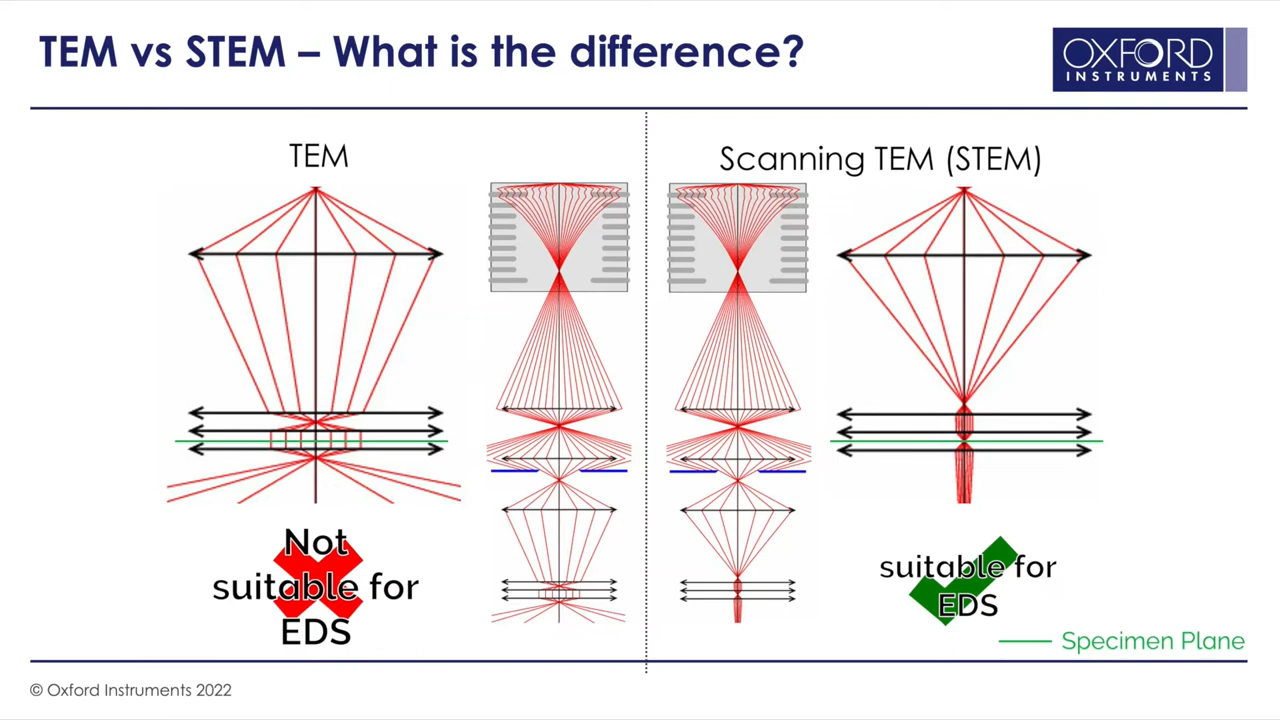 TEM vs STEM – What is the difference?
OXFORD
INSTRUMENTS
TEM
Scanning TEM (STEM)
Not
suitable for
EDS
suitable for
EDS
Specimen Plane
© Oxford Instruments 2022